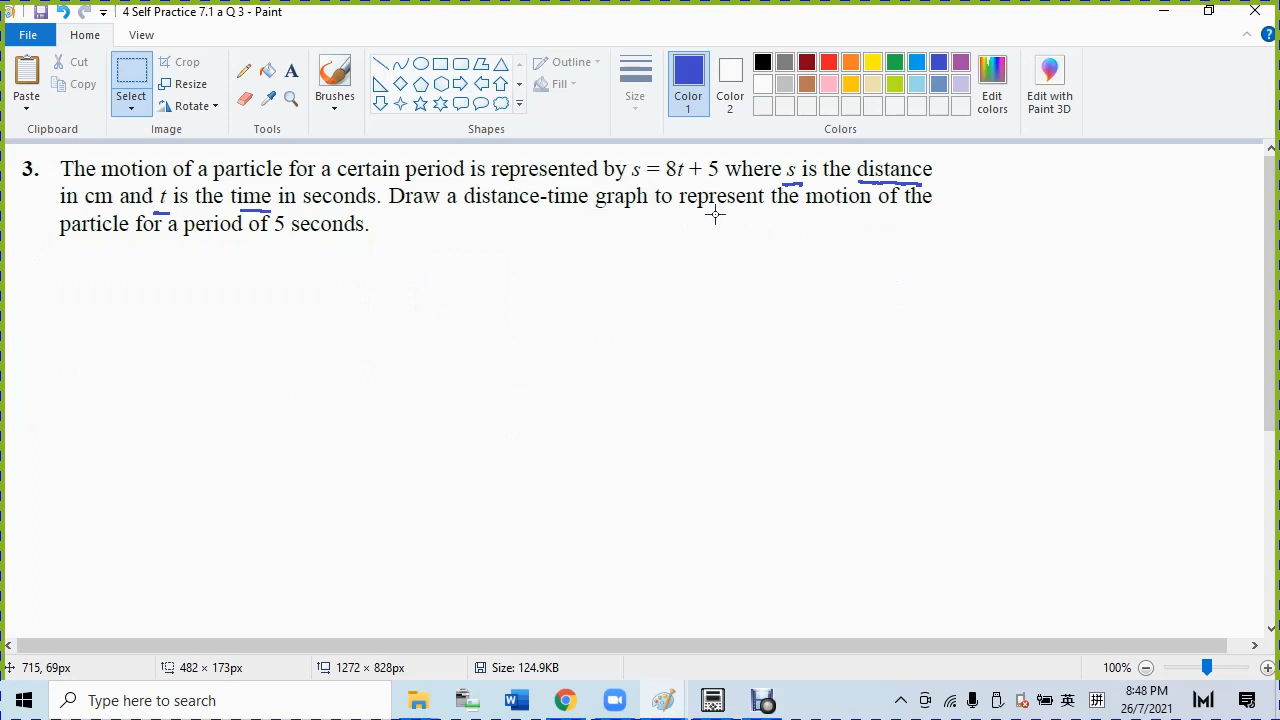 4 Self Practice 7.1 a Q 3 - Paint
File Home View
Paste
Cut
Copy
Clipboard
Select
Crop
Resize
Rotate
Image
A
Tools
Brushes
Outline
Fill
Shapes
Size
Color 1
Color 2
Colors
Edit colors
Edit with Paint 3D
3. The motion of a particle for a certain period is represented by s = 8t + 5 where s is the distance
in cm and t is the time in seconds. Draw a distance-time graph to represent the motion of the
particle for a period of 5 seconds.
715, 69px 482 × 173px 1272 × 828px Size: 124.9KB 100%
Type here to search
英 拼
8:48 PM
26/7/2021